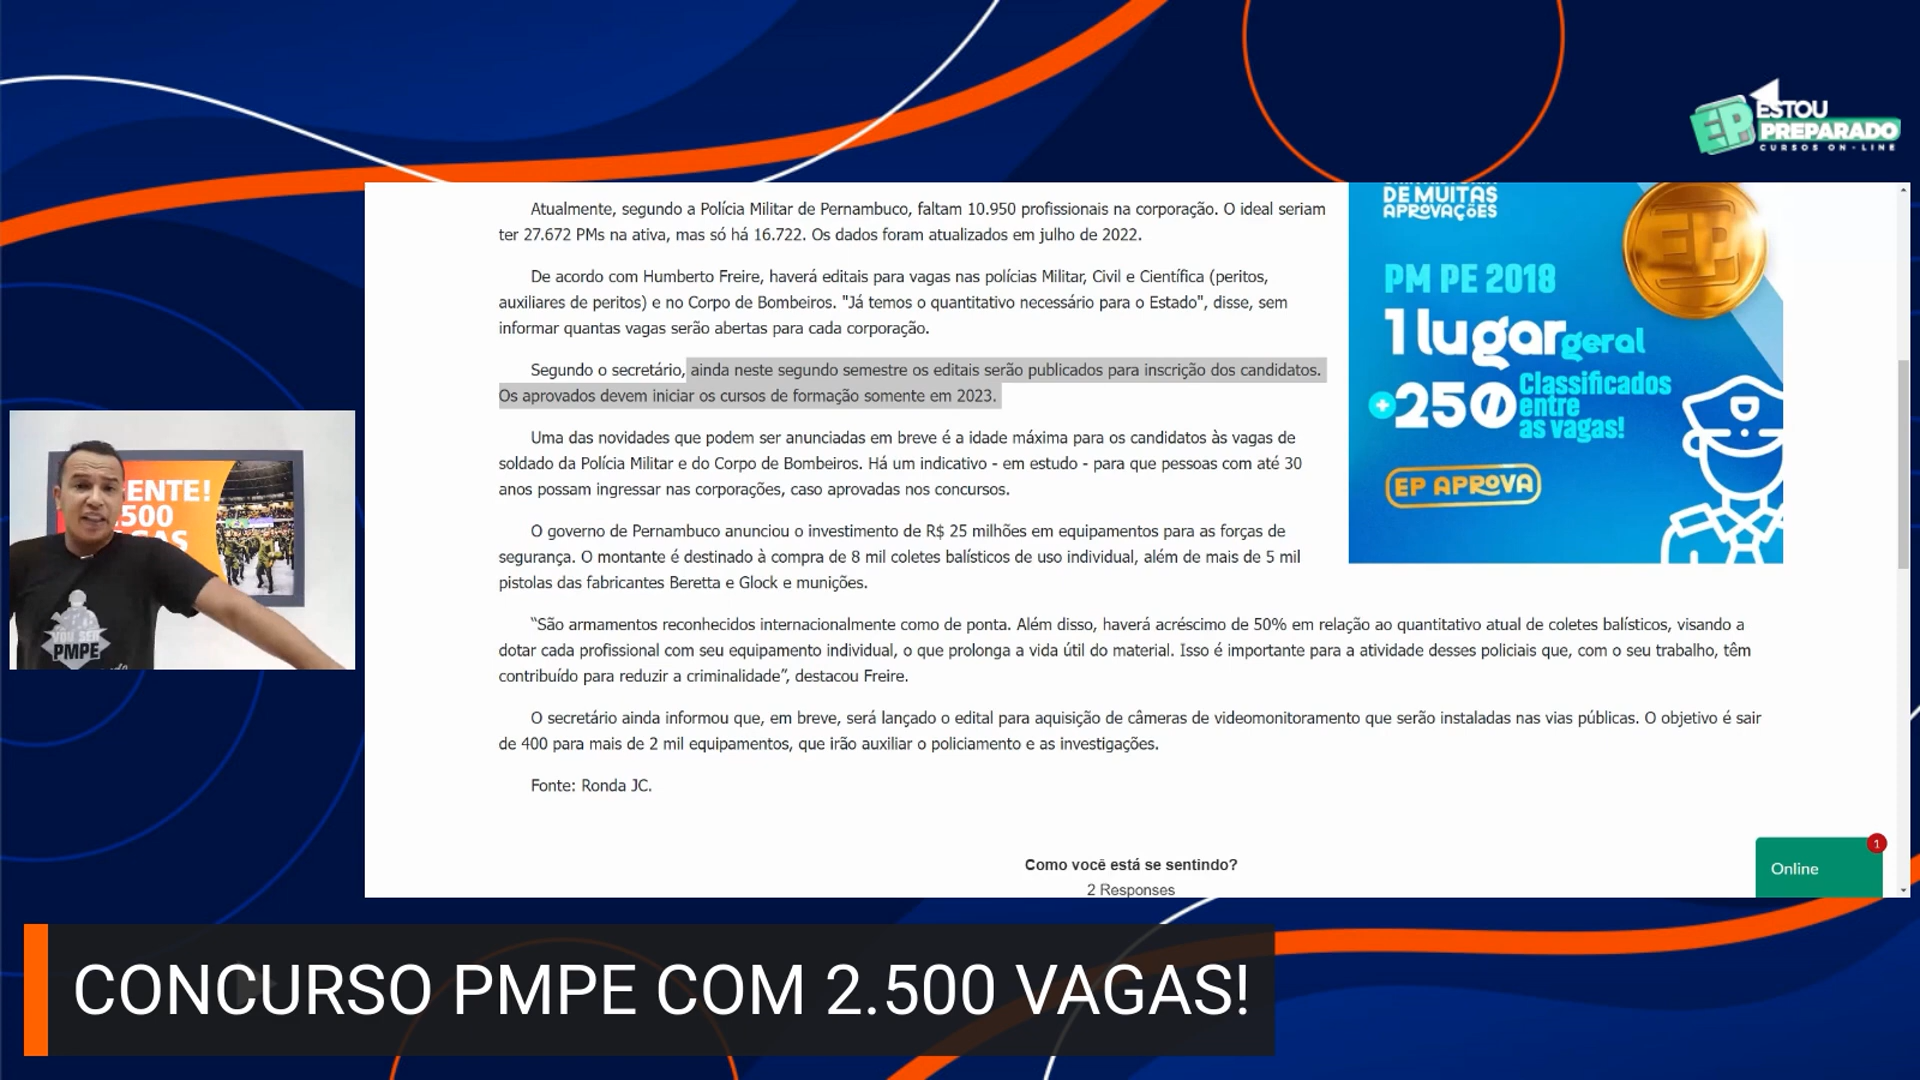 ESTOU
EP PREPARADO
CURSOS ON-LINE
Atualmente, segundo a Polícia Militar de Pernambuco, faltam 10.950 profissionais na corporação. O ideal seriam
ter 27.672 PMs na ativa, mas só há 16.722. Os dados foram atualizados em julho de 2022.
De acordo com Humberto Freire, haverá editais para vagas nas polícias Militar, Civil e Científica (peritos,
auxiliares de peritos) e no Corpo de Bombeiros. "Já temos o quantitativo necessário para o Estado", disse, sem
informar quantas vagas serão abertas para cada corporação.
Segundo o secretário, ainda neste segundo semestre os editais serão publicados para inscrição dos candidatos.
Os aprovados devem iniciar os cursos de formação somente em 2023.
Uma das novidades que podem ser anunciadas em breve é a idade máxima para os candidatos às vagas de
soldado da Polícia Militar e do Corpo de Bombeiros. Há um indicativo - em estudo - para que pessoas com até 30
anos possam ingressar nas corporações, caso aprovadas nos concursos.
O governo de Pernambuco anunciou o investimento de R$ 25 milhões em equipamentos para as forças de
segurança. O montante é destinado à compra de 8 mil coletes balísticos de uso individual, além de mais de 5 mil
pistolas das fabricantes Beretta e Glock e munições.
“São armamentos reconhecidos internacionalmente como de ponta. Além disso, haverá acréscimo de 50% em relação ao quantitativo atual de coletes balísticos, visando a
dotar cada profissional com seu equipamento individual, o que prolonga a vida útil do material. Isso é importante para a atividade desses policiais que, com o seu trabalho, têm
contribuído para reduzir a criminalidade”, destacou Freire.
O secretário ainda informou que, em breve, será lançado o edital para aquisição de câmeras de videomonitoramento que serão instaladas nas vias públicas. O objetivo é sair
de 400 para mais de 2 mil equipamentos, que irão auxiliar o policiamento e as investigações.
Fonte: Ronda JC.
DE MUITAS
APROVAÇÕES
EP
PM PE 2018
1 lugar geral
+250 Classificados
entre
as vagas!
EP APROVA
ENTE!
500
GAS
VOU SER
PMPE
Como você está se sentindo?
2 Responses
Online
1
CONCURSO PMPE COM 2.500 VAGAS!